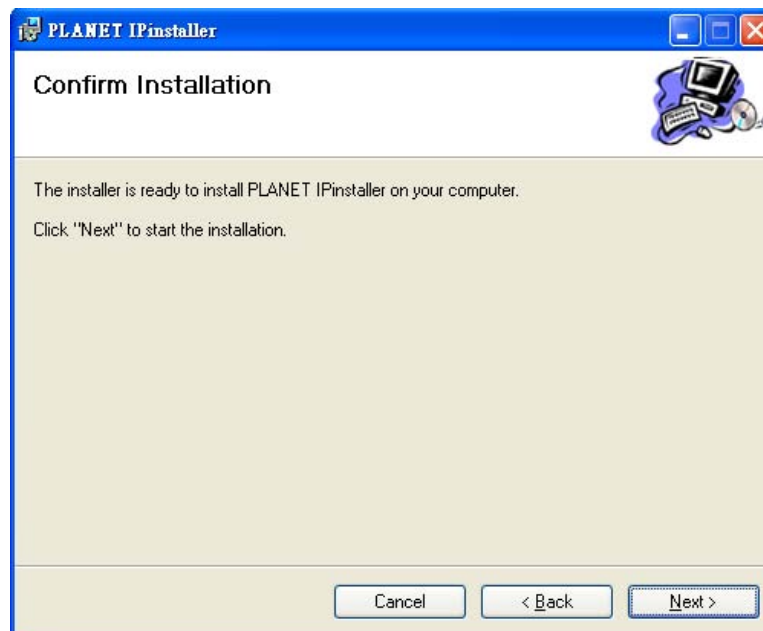 PLANET IPinstaller
Confirm Installation
The installer is ready to install PLANET IPinstaller on your computer.
Click "Next" to start the installation.
Cancel
< Back
Next >